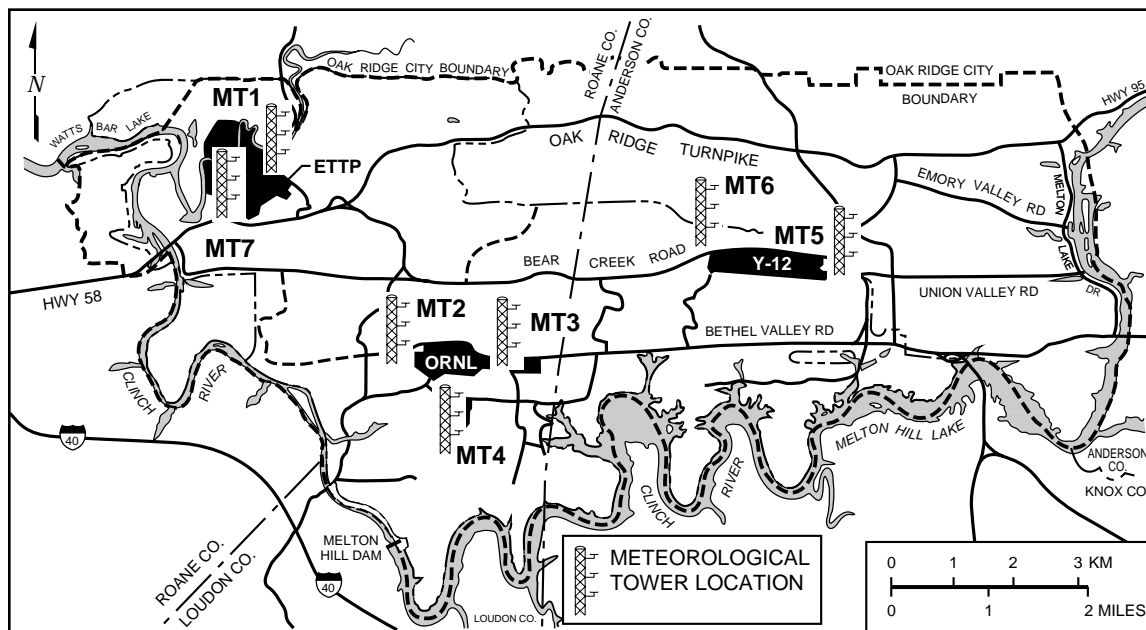 N
ROANE CO.
ANDERSON CO.
OAK RIDGE CITY BOUNDARY
OAK RIDGE CITY
BOUNDARY
HWY 95
MT1
WATTS
BAR LAKE
OAK RIDGE TURNPIKE
ETTP
MT6
EMORY VALLEY RD
MELTON
LAKE
DR
MT7
MT5
BEAR CREEK ROAD
Y-12
HWY 58
UNION VALLEY RD
MT2
MT3
BETHEL VALLEY RD
ORNL
CLINCH
RIVER
MT4
40
MELTON HILL LAKE
CLINCH
RIVER
ANDERSON
CO.
KNOX CO.
MELTON
HILL DAM
ROANE CO.
LOUDON CO.
40
LOUDON CO.
METEOROLOGICAL
TOWER LOCATION
0 1 2 3 KM
0 1 2 MILES